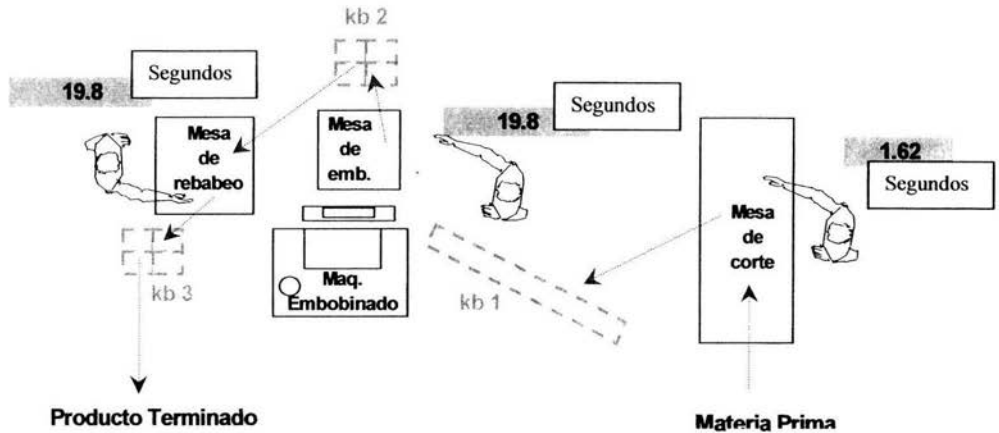 kb 2
Segundos
19.8
Mesa
de
rebabeo
Mesa
de
emb.
19.8
Segundos
1.62
Segundos
Mesa
de
corte
kb 3
Maq.
Embobinado
kb 1
Producto Terminado
Materia Prima